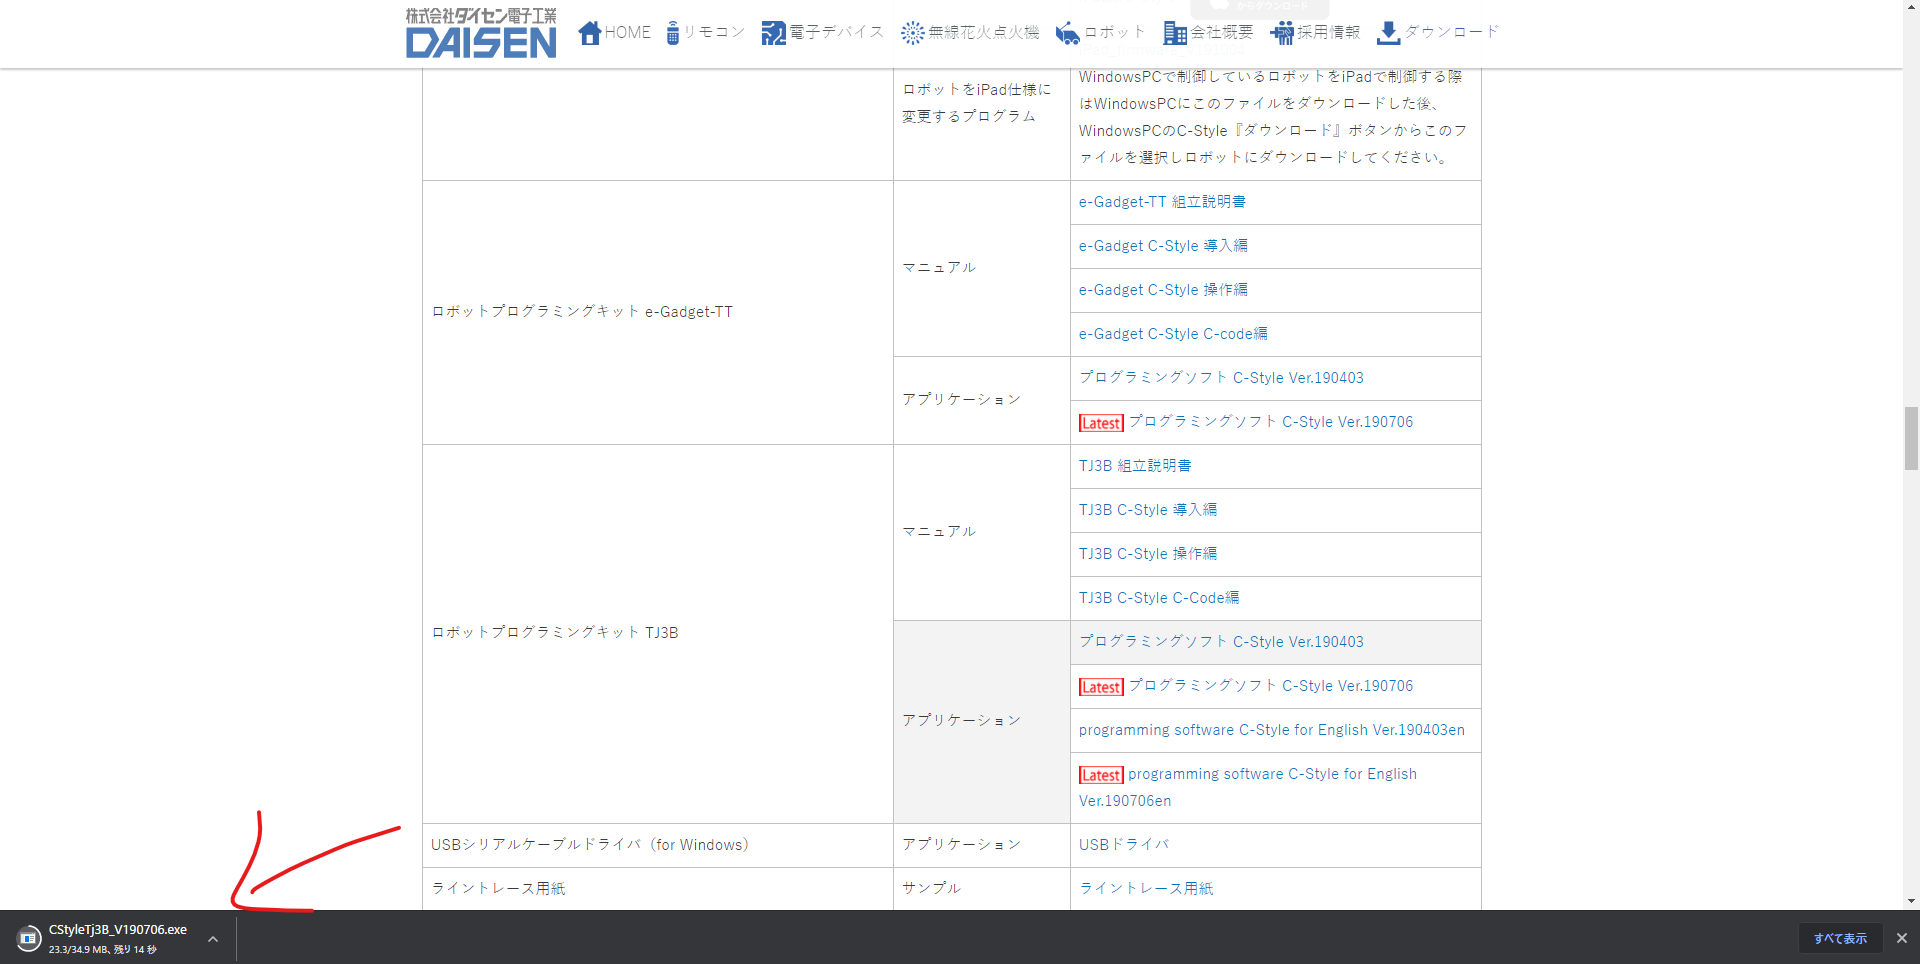 株式会社ダイセン電子工業
DAISEN
HOME
リモコン
電子デバイス
無線花火点火機
ロボット
会社概要
採用情報
ダウンロード
からダウンロード
ロボットをiPad仕様に
変更するプログラム
WindowsPCで制御しているロボットをiPadで制御する際
はWindowsPCにこのファイルをダウンロードした後、
WindowsPCのC-Style『ダウンロード』ボタンからこのフ
ァイルを選択しロボットにダウンロードしてください。
ロボットプログラミングキット e-Gadget-TT
マニュアル
e-Gadget-TT 組立説明書
e-Gadget C-Style 導入編
e-Gadget C-Style 操作編
e-Gadget C-Style C-code編
アプリケーション
プログラミングソフト C-Style Ver.190403
Latest プログラミングソフト C-Style Ver.190706
ロボットプログラミングキット TJ3B
マニュアル
TJ3B 組立説明書
TJ3B C-Style 導入編
TJ3B C-Style 操作編
TJ3B C-Style C-Code編
アプリケーション
プログラミングソフト C-Style Ver.190403
Latest プログラミングソフト C-Style Ver.190706
programming software C-Style for English Ver.190403en
Latest programming software C-Style for English
Ver.190706en
USBシリアルケーブルドライバ（for Windows）
アプリケーション
USBドライバ
ライントレース用紙
サンプル
ライントレース用紙
CStyleTj3B_V190706.exe
23.3/34.9 MB、残り 14 秒
すべて表示